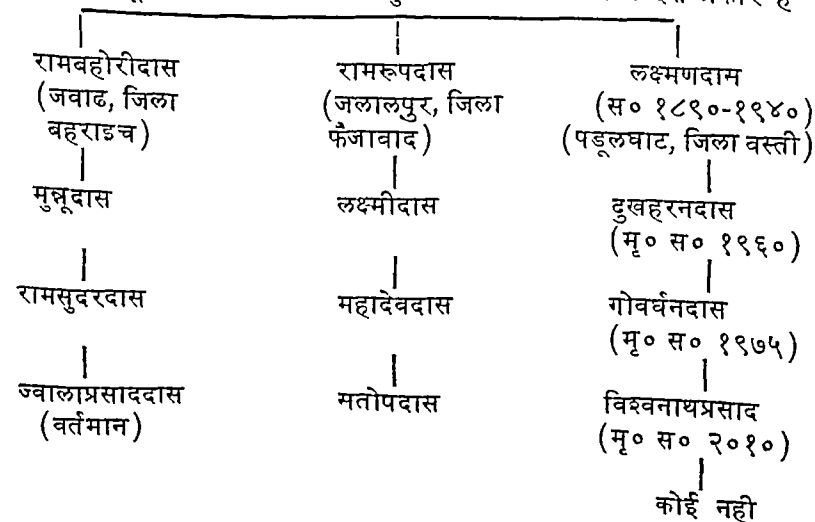 रामबहोरीदास रामरूपदास लक्ष्मणदाम
(जवाढ, जिला (जलालपुर, जिला (स० १८९०-१९४०)
बहराइच) फैजावाद) (पडूलघाट, जिला वस्ती)
मुन्नूदास लक्ष्मीदास दुखहरनदास
(मृ० स० १९६०)
रामसुदरदास महादेवदास गोवर्धनदास
(मृ० स० १९७५)
ज्वालाप्रसाददास मतोपदास विश्वनाथप्रसाद
(वर्तमान) (मृ० स० २०१०)
कोई नही